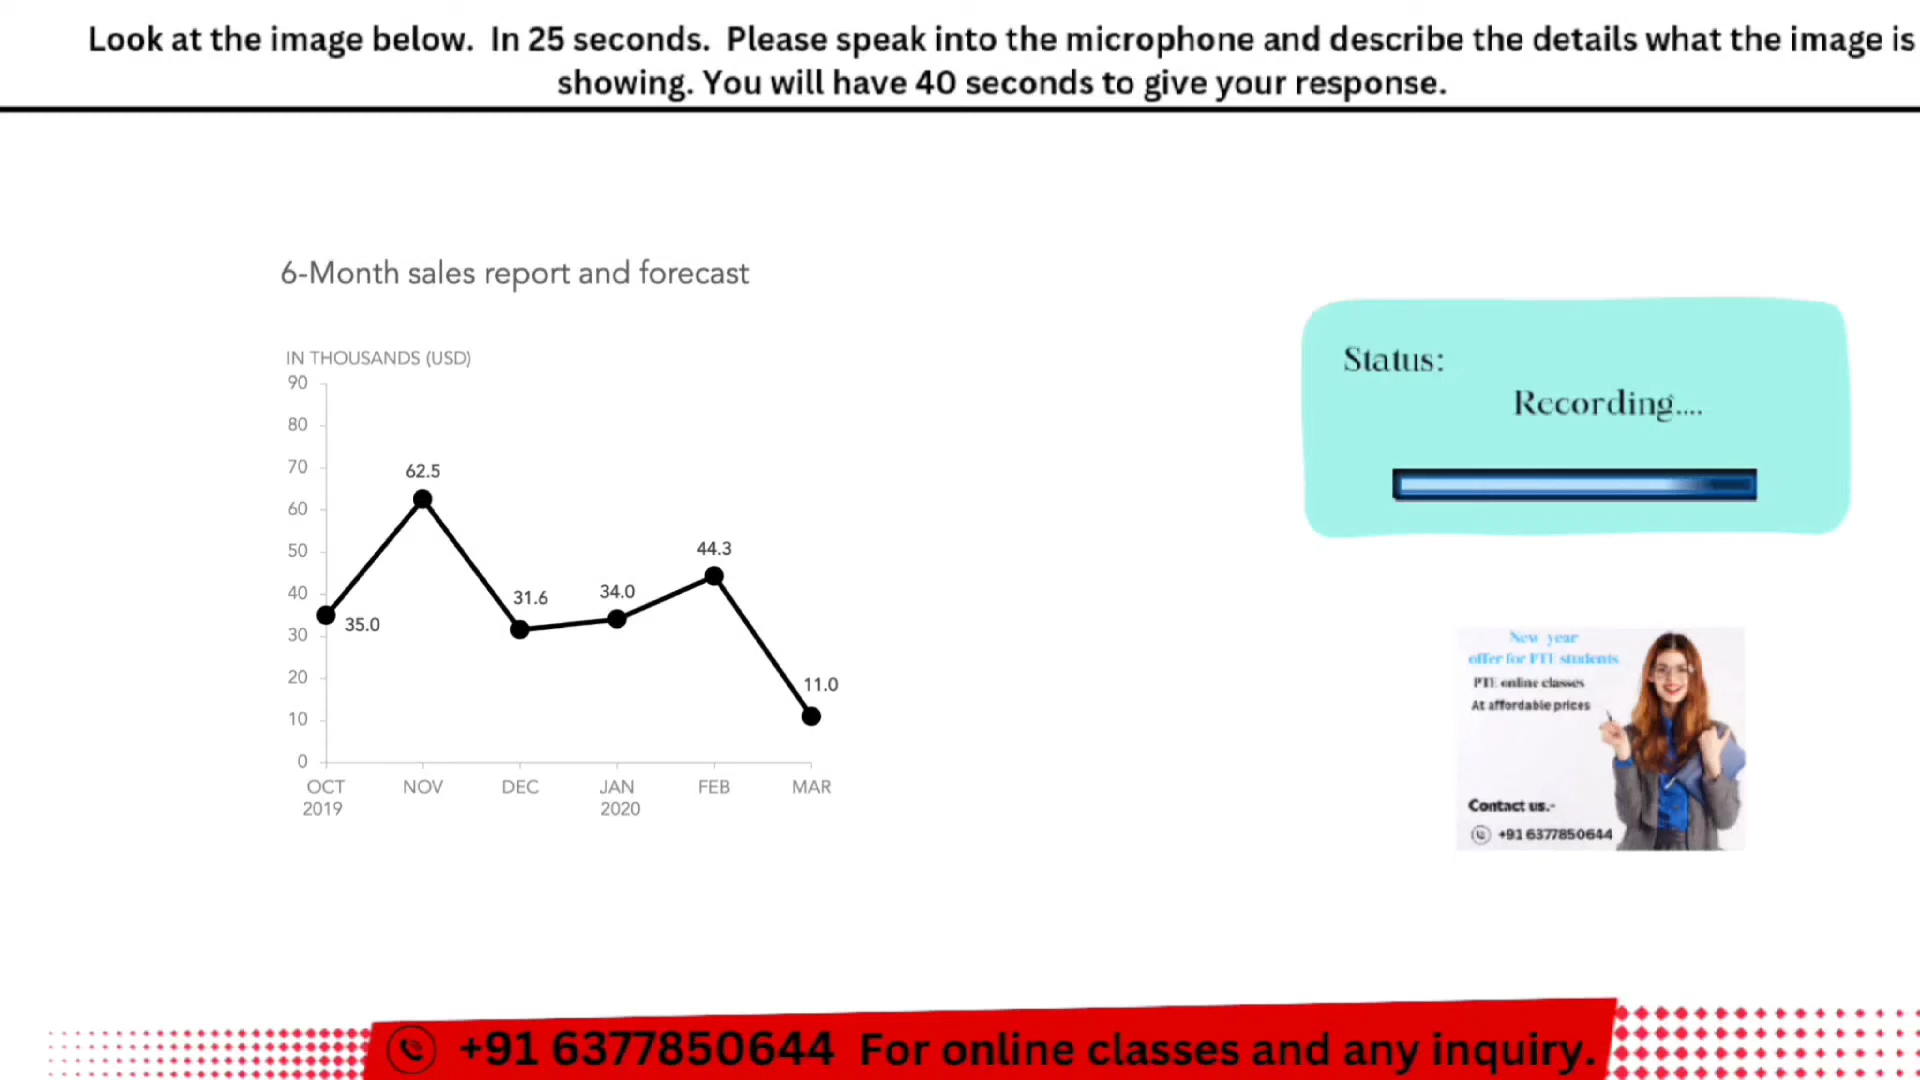 Look at the image below. In 25 seconds. Please speak into the microphone and describe the details what the image is
showing. You will have 40 seconds to give your response.
6-Month sales report and forecast
IN THOUSANDS (USD)
90
80
70
60
50
40
30
20
10
0
35.0
62.5
31.6
34.0
44.3
11.0
OCT NOV DEC JAN FEB MAR
2019 2020
Status:
Recording....
New year
offer for PTE students
PTE online classes
At affordable prices
Contact us.-
+91 6377850644
+91 6377850644 For online classes and any inquiry.